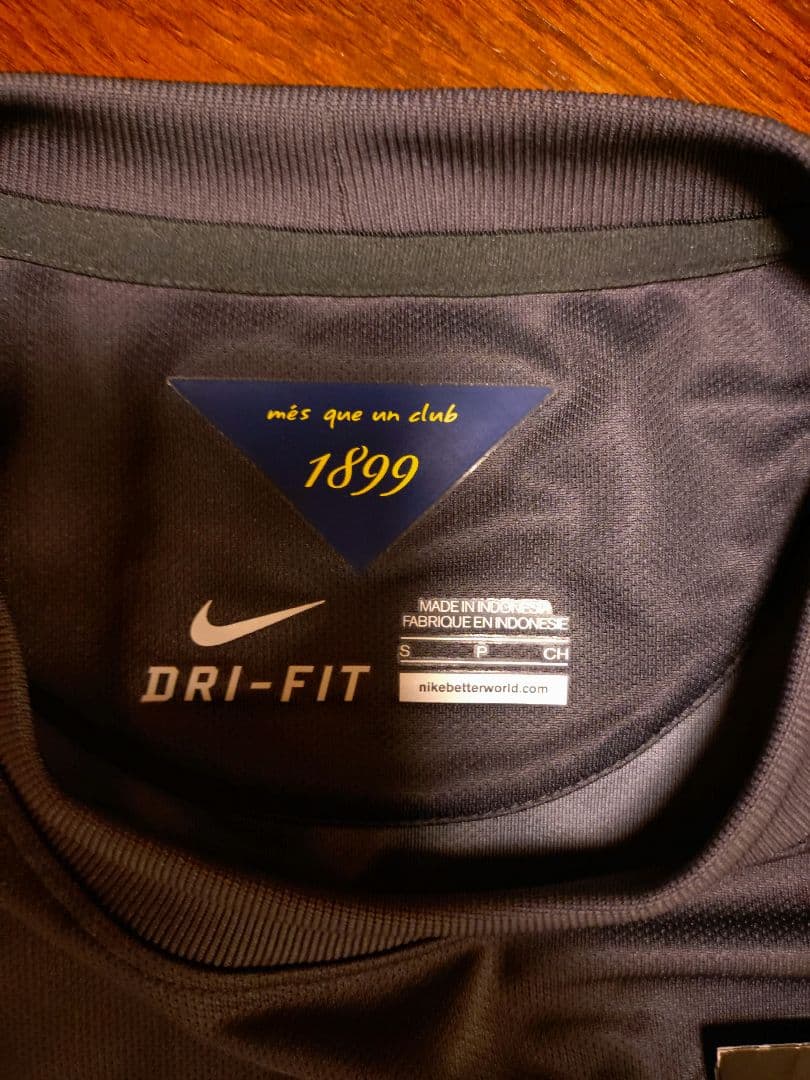 més que un club
1899
MADE IN INDONESIA
FABRIQUE EN INDONESIE
S P CH
DRI-FIT
nikebetterworld.com